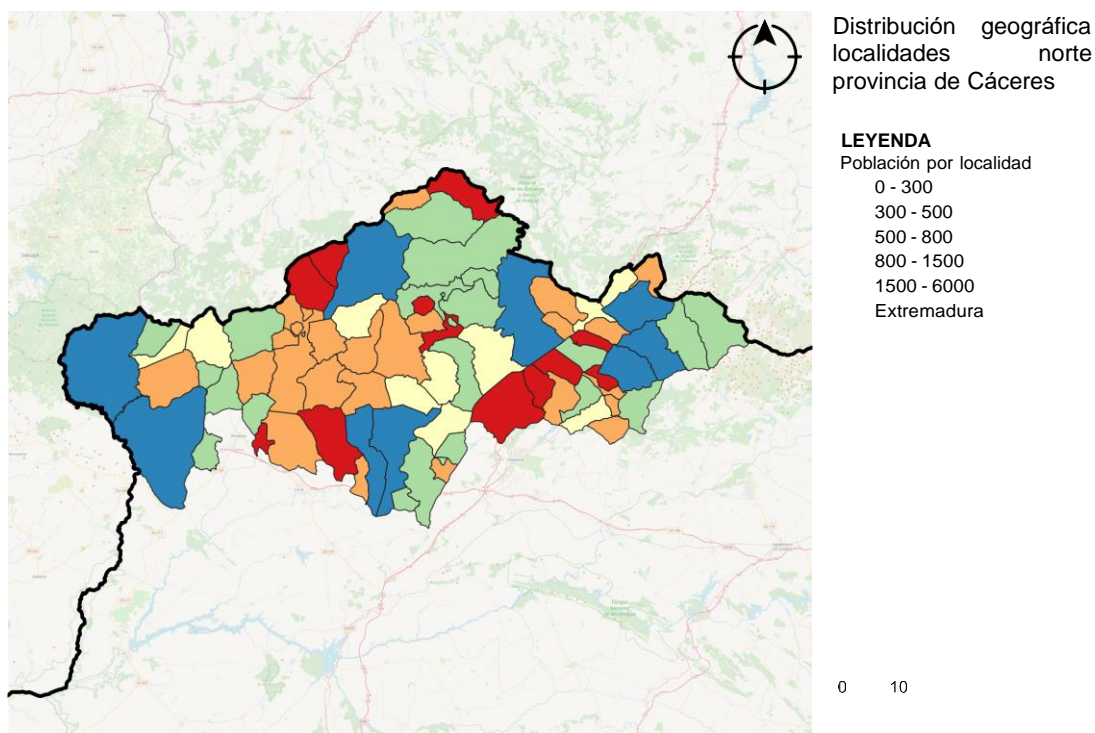 Distribución geográfica
localidades norte
provincia de Cáceres
LEYENDA
Población por localidad
0 - 300
300 - 500
500 - 800
800 - 1500
1500 - 6000
Extremadura
0 10